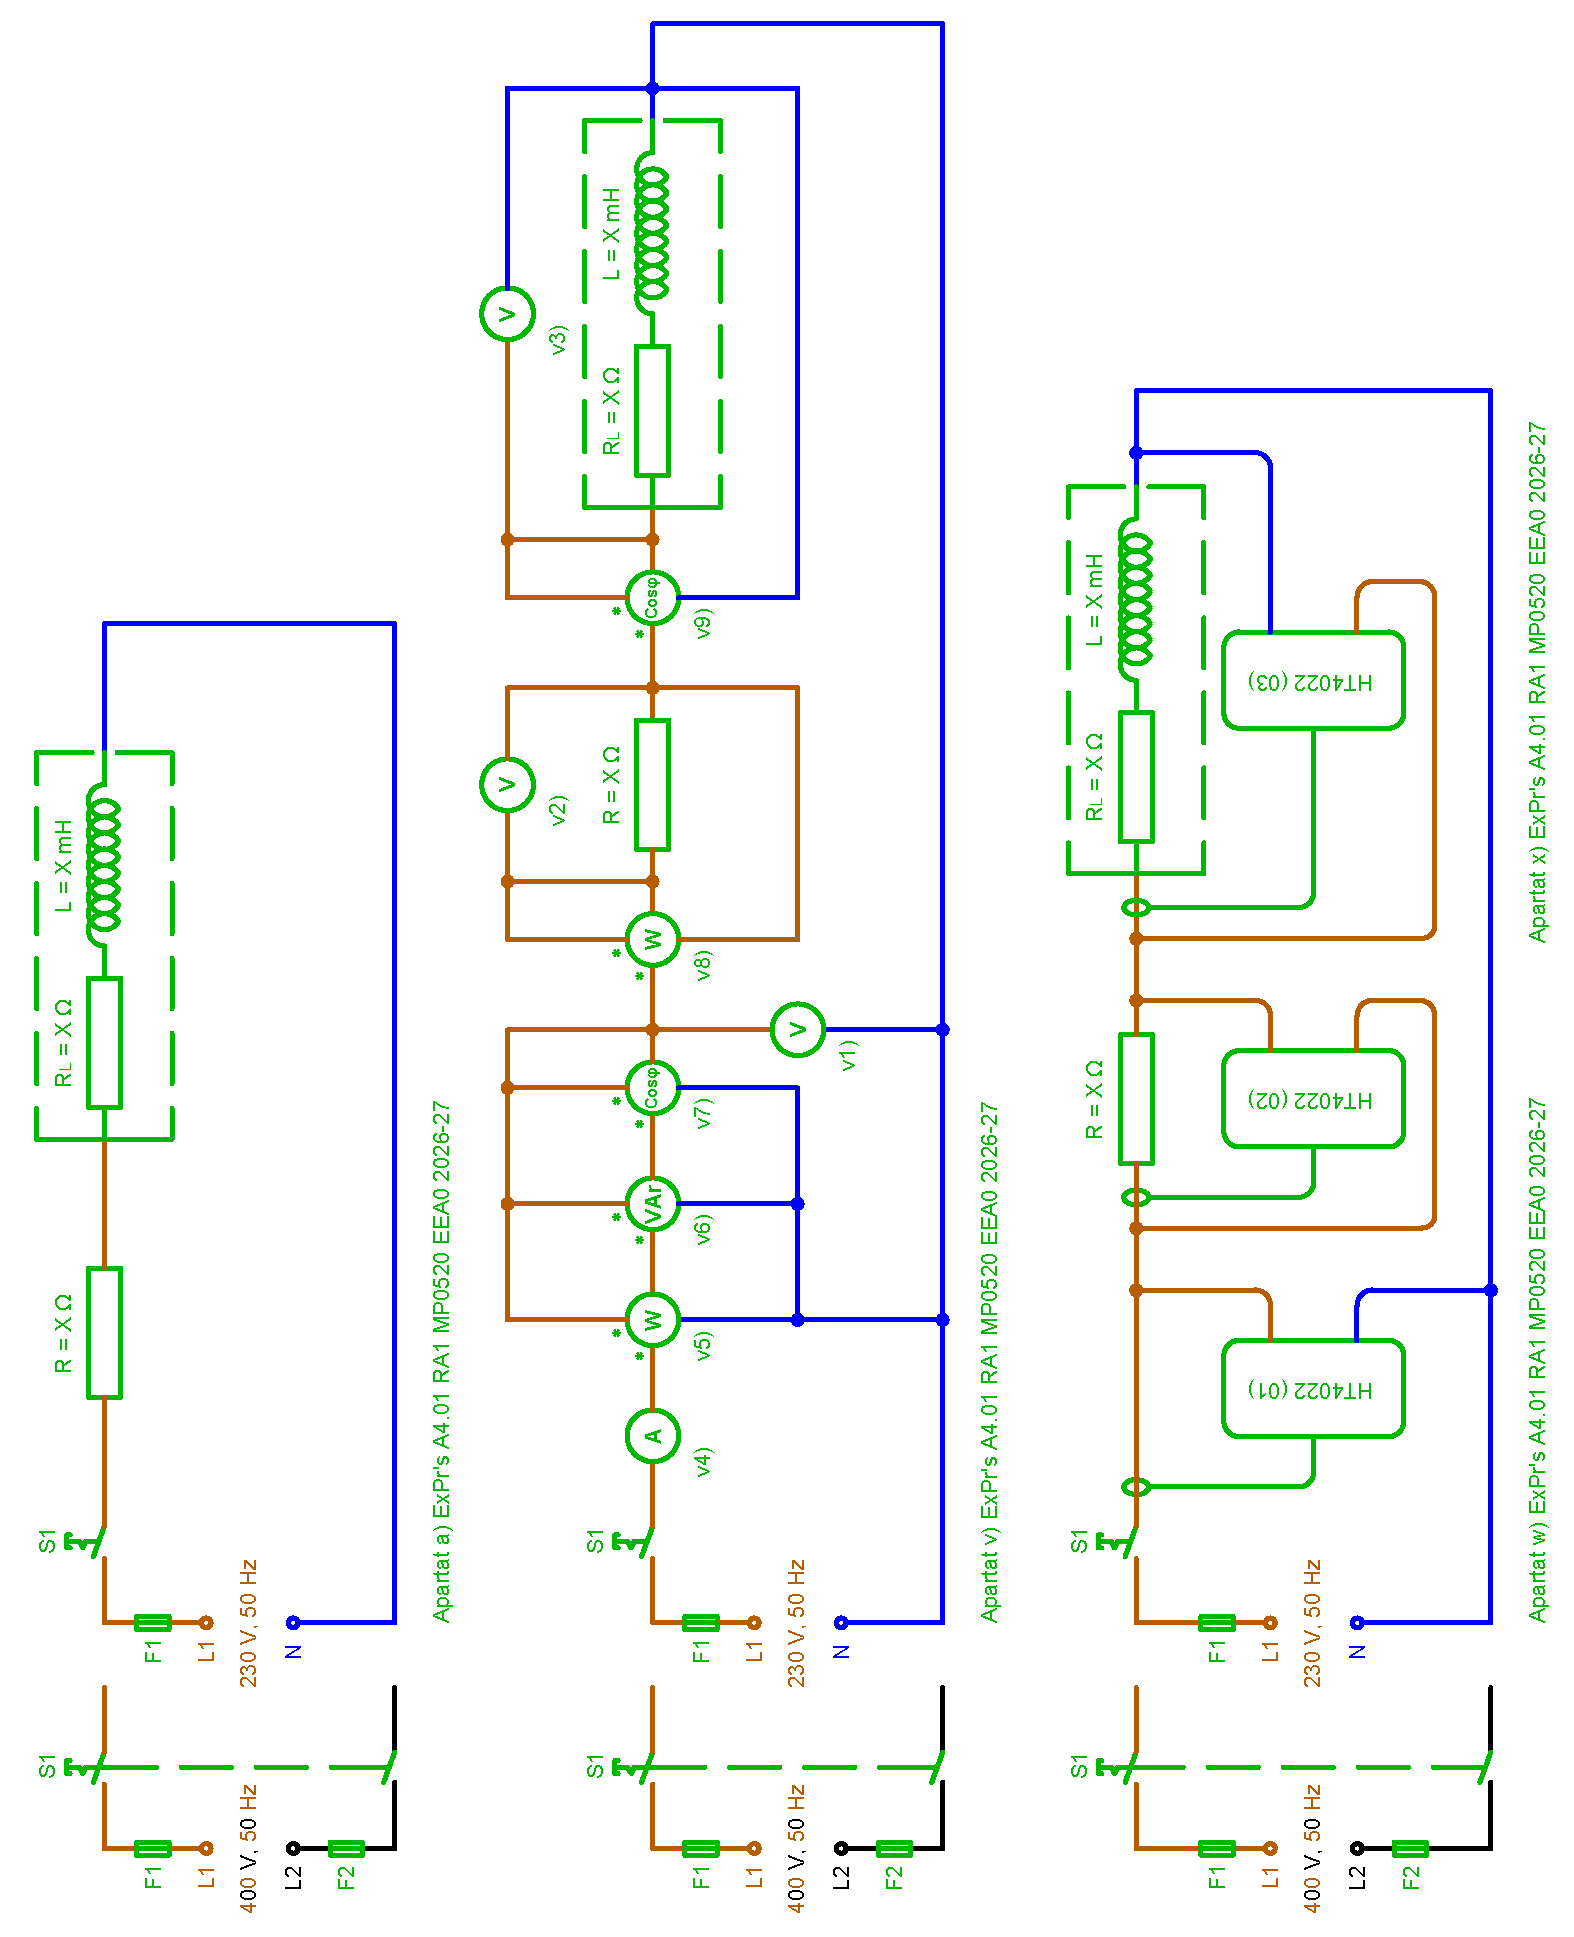 S1
F1
L1
400 V, 50 Hz
L2
F2
S1
F1
L1
230 V, 50 Hz
N
R = X Ω
RL = X Ω
L = X mH
Apartat a) ExPr's A4.01 RA1 MP0520 EEA0 2026-27
S1
F1
L1
400 V, 50 Hz
L2
F2
S1
F1
L1
230 V, 50 Hz
N
A
v4)
*
*
W
v5)
*
*
VAr
v6)
*
*
Cosφ
v7)
V
v1)
*
*
W
v8)
V
v2)
R = X Ω
*
*
Cosφ
v9)
V
v3)
RL = X Ω
L = X mH
Apartat v) ExPr's A4.01 RA1 MP0520 EEA0 2026-27
S1
F1
L1
400 V, 50 Hz
L2
F2
S1
F1
L1
230 V, 50 Hz
N
HT4022 (01)
R = X Ω
HT4022 (02)
RL = X Ω
L = X mH
HT4022 (03)
Apartat w) ExPr's A4.01 RA1 MP0520 EEA0 2026-27
Apartat x) ExPr's A4.01 RA1 MP0520 EEA0 2026-27